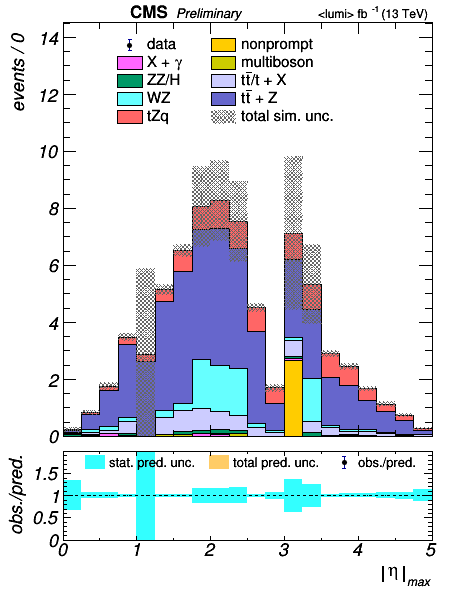 CMS Preliminary <lumi> fb⁻¹ (13 TeV)
events / 0
14
12
10
8
6
4
2
0
data
X + γ
ZZ/H
WZ
tZq
nonprompt
multiboson
tt̄/t + X
tt̄ + Z
total sim. unc.
obs./pred.
1.5
1
0.5
0
stat. pred. unc. total pred. unc. obs./pred.
0 1 2 3 4 5
|η|max